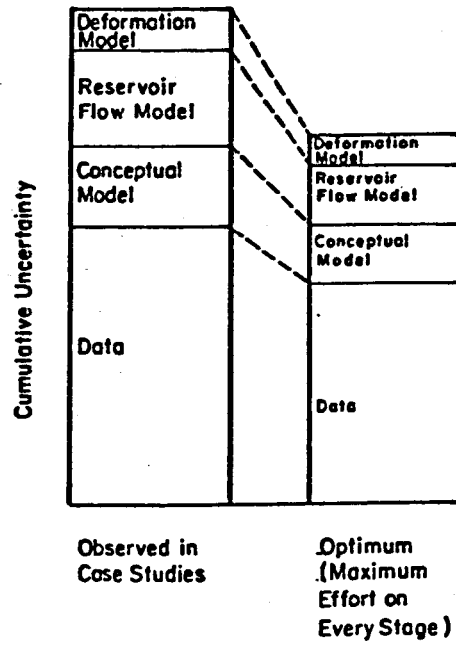 Deformation
Model
Reservoir
Flow Model
Conceptual
Model
Data
Deformation
Model
Reservoir
Flow Model
Conceptual
Model
Data
Cumulative Uncertainty
Observed in
Case Studies
Optimum
(Maximum
Effort on
Every Stage)